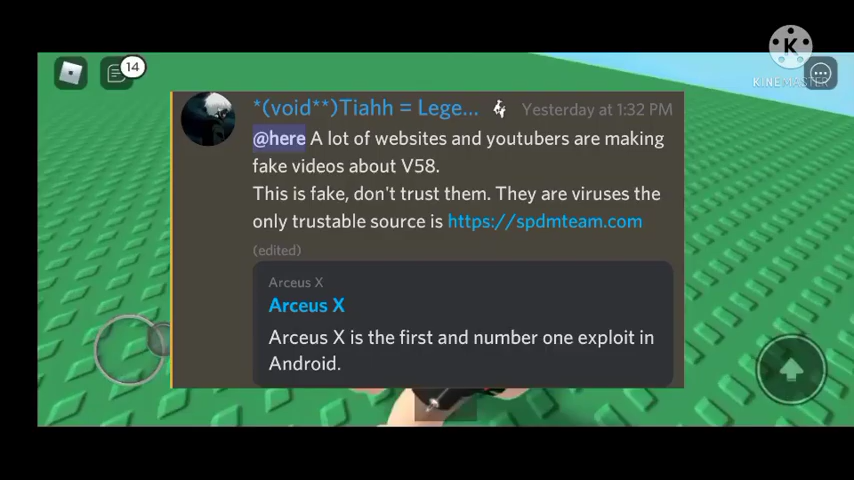 14
K
KINEMASTER
*(void**)Tiahh = Lege... Yesterday at 1:32 PM
@here A lot of websites and youtubers are making
fake videos about V58.
This is fake, don't trust them. They are viruses the
only trustable source is https://spdmteam.com
(edited)
Arceus X
Arceus X
Arceus X is the first and number one exploit in
Android.